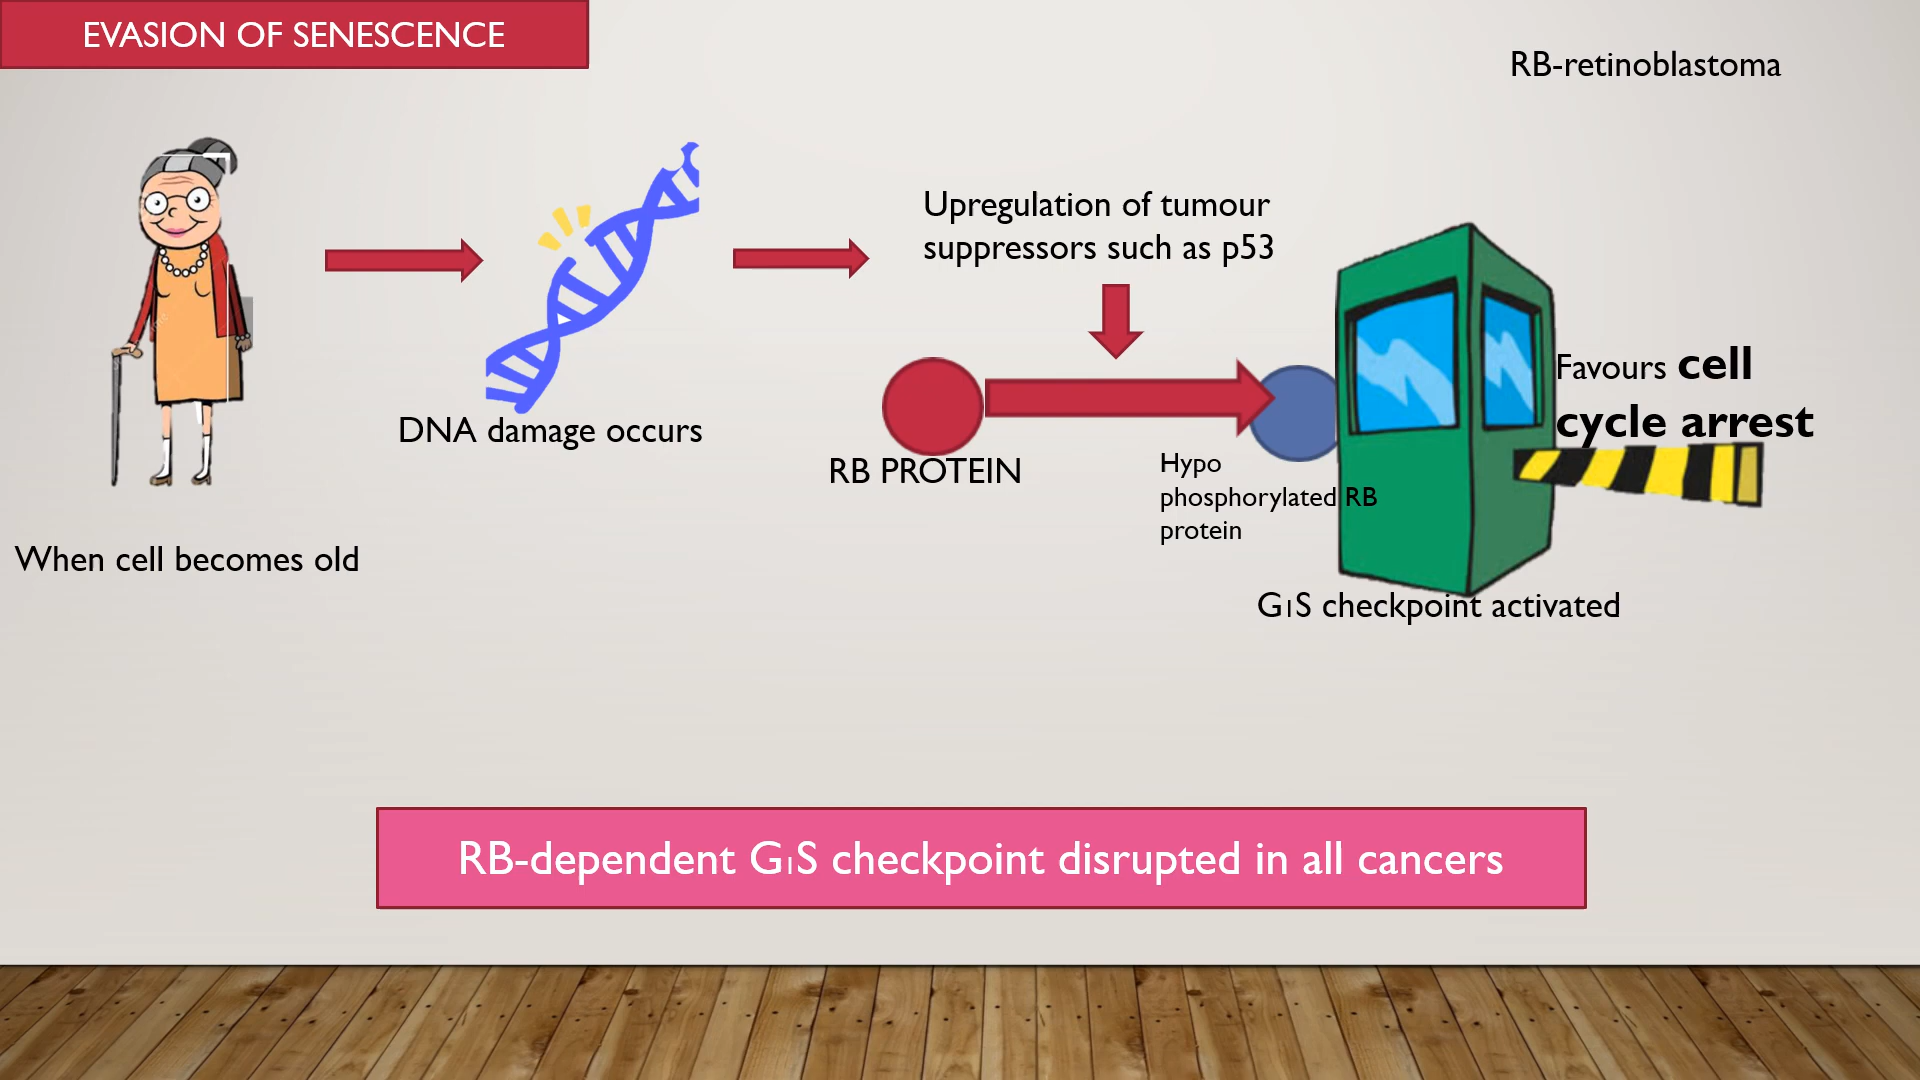 EVASION OF SENESCENCE
RB-retinoblastoma
Upregulation of tumour
suppressors such as p53
Favours cell
cycle arrest
DNA damage occurs
RB PROTEIN
Hypo
phosphorylated RB
protein
When cell becomes old
G1S checkpoint activated
RB-dependent G1S checkpoint disrupted in all cancers